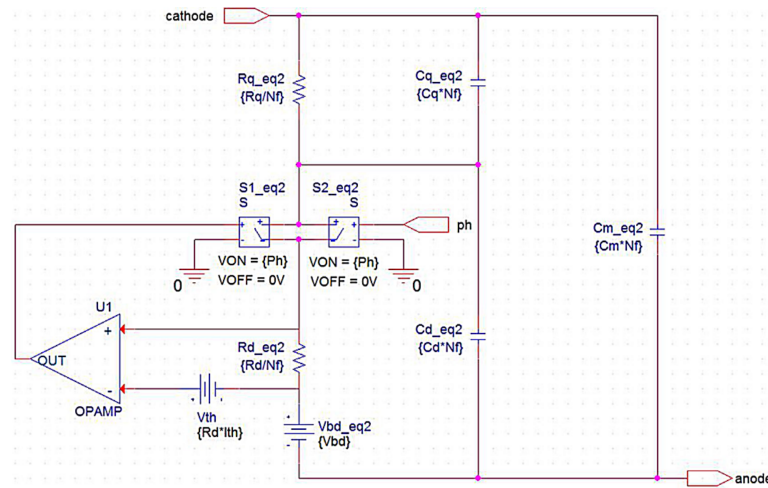 cathode
Rq_eq2
{Rq/Nf}
Cq_eq2
{Cq*Nf}
S1_eq2
S
S2_eq2
S
+
-
+
-
+
-
+
-
ph
Cm_eq2
{Cm*Nf}
0
VON = {Ph}
VOFF = 0V
VON = {Ph}
VOFF = 0V
0
U1
+
OUT
-
OPAMP
Rd_eq2
{Rd/Nf}
Cd_eq2
{Cd*Nf}
Vth
{Rd*Ith}
Vbd_eq2
{Vbd}
anode